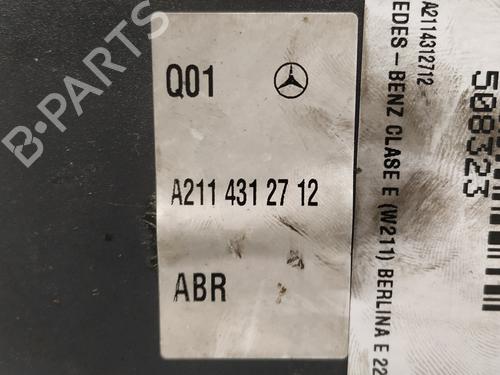 Q01
A211 431 27 12
ABR
A2114312712
EDES-BENZ CLASE E (W211) BERLINA E 22
508323
B-PARTS